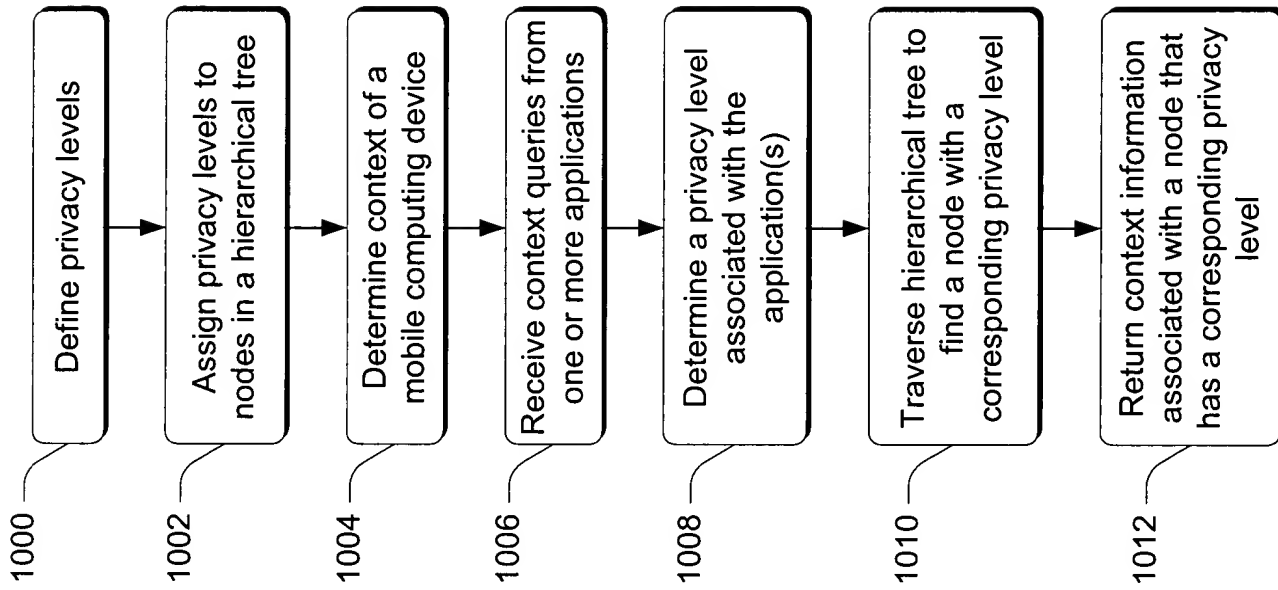 1000
Define privacy levels
1002
Assign privacy levels to
nodes in a hierarchical tree
1004
Determine context of a
mobile computing device
1006
Receive context queries from
one or more applications
1008
Determine a privacy level
associated with the
application(s)
1010
Traverse hierarchical tree to
find a node with a
corresponding privacy level
1012
Return context information
associated with a node that
has a corresponding privacy
level